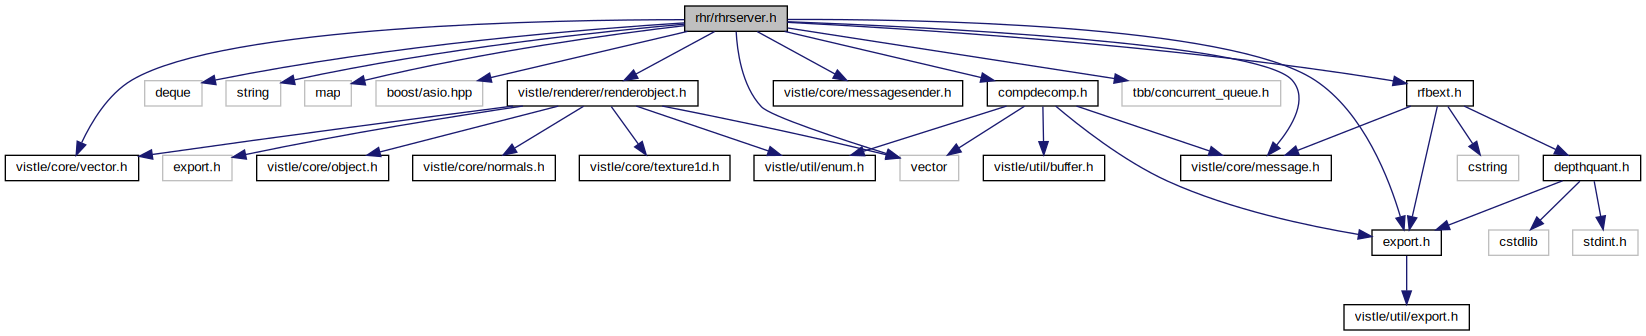 rhr/rhrserver.h
deque
string
map
boost/asio.hpp
vistle/renderer/renderobject.h
vistle/core/messagesender.h
compdecomp.h
tbb/concurrent_queue.h
rfbext.h
vistle/core/vector.h
export.h
vistle/core/object.h
vistle/core/normals.h
vistle/core/texture1d.h
vistle/util/enum.h
vector
vistle/util/buffer.h
vistle/core/message.h
cstring
depthquant.h
export.h
cstdlib
stdint.h
vistle/util/export.h